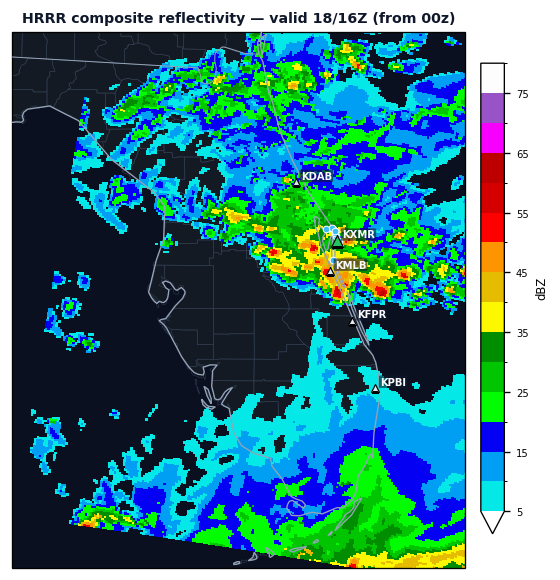 HRRR composite reflectivity — valid 18/16Z (from 00z)
75
65
55
45
35
25
15
5
dBZ
KDAB
KXMR
KMLB
KFPR
KPBI